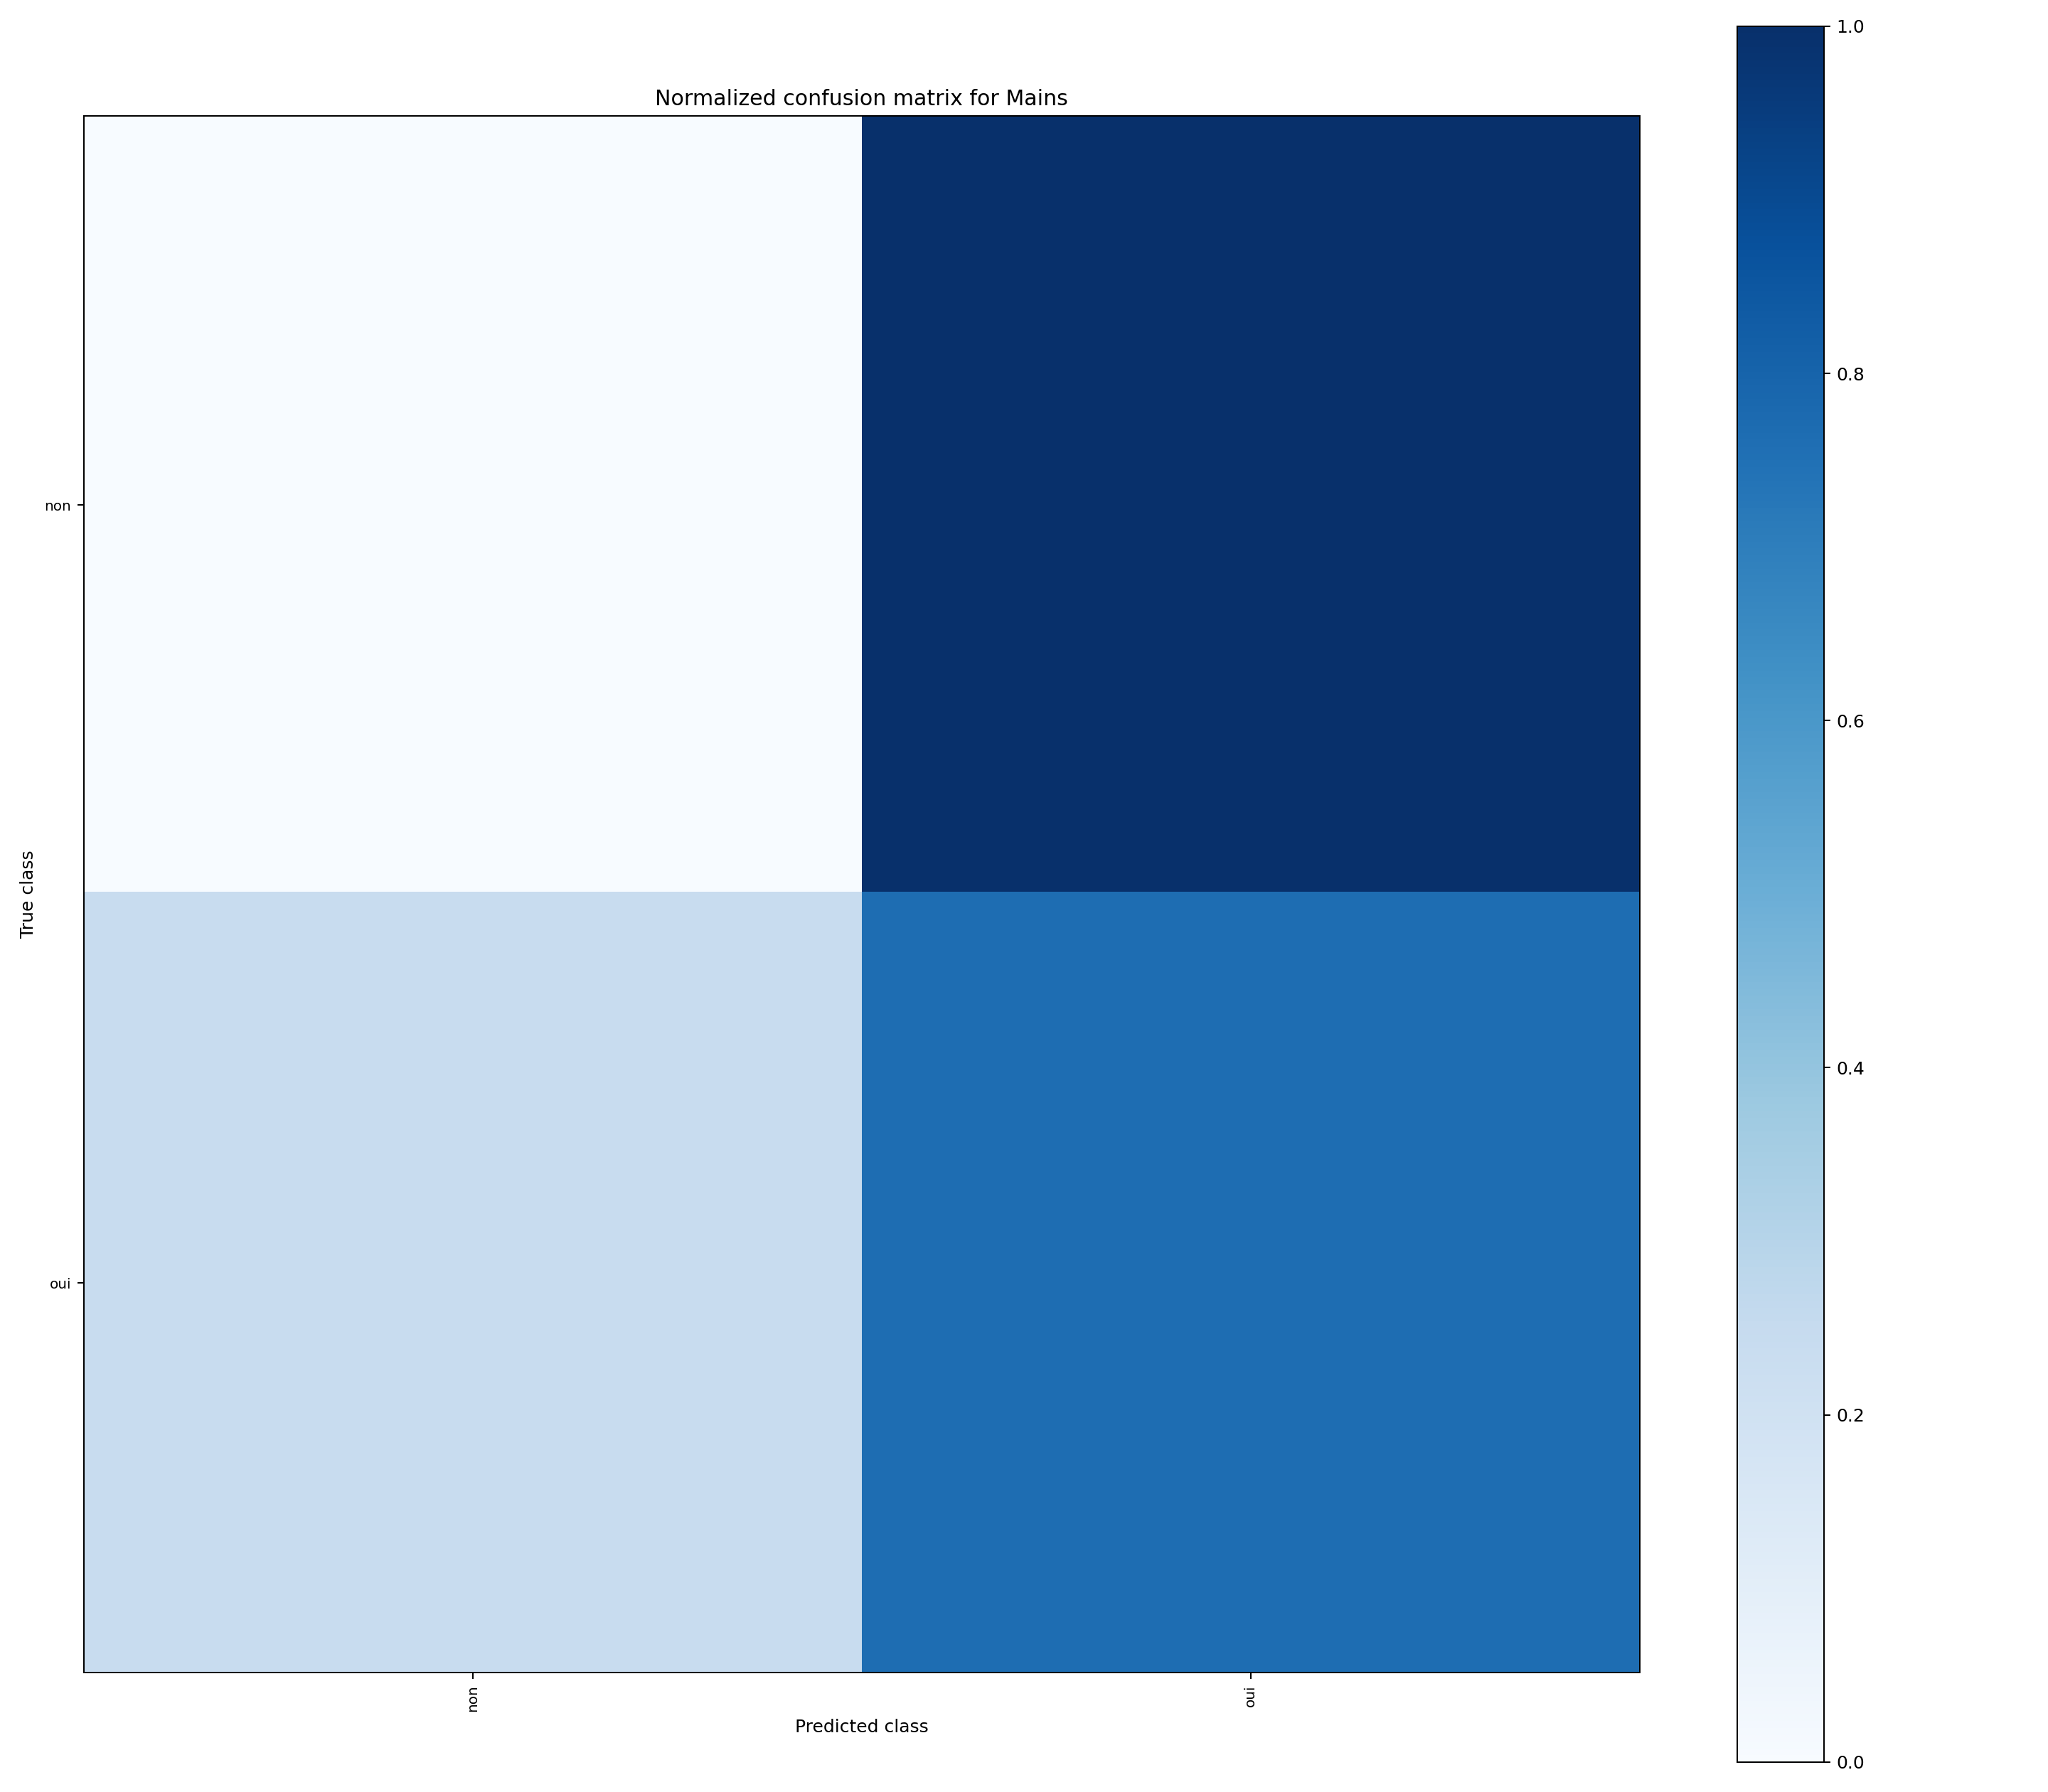 Normalized confusion matrix for Mains
True class
non
oui
non
oui
Predicted class
1.0
0.8
0.6
0.4
0.2
0.0